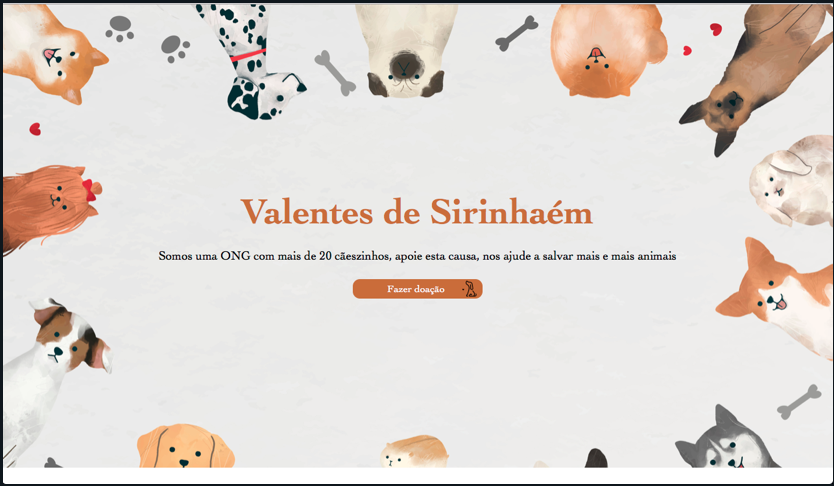 Valentes de Sirinhaém
Somos uma ONG com mais de 20 cãeszinhos, apoie esta causa, nos ajude a salvar mais e mais animais
Fazer doação